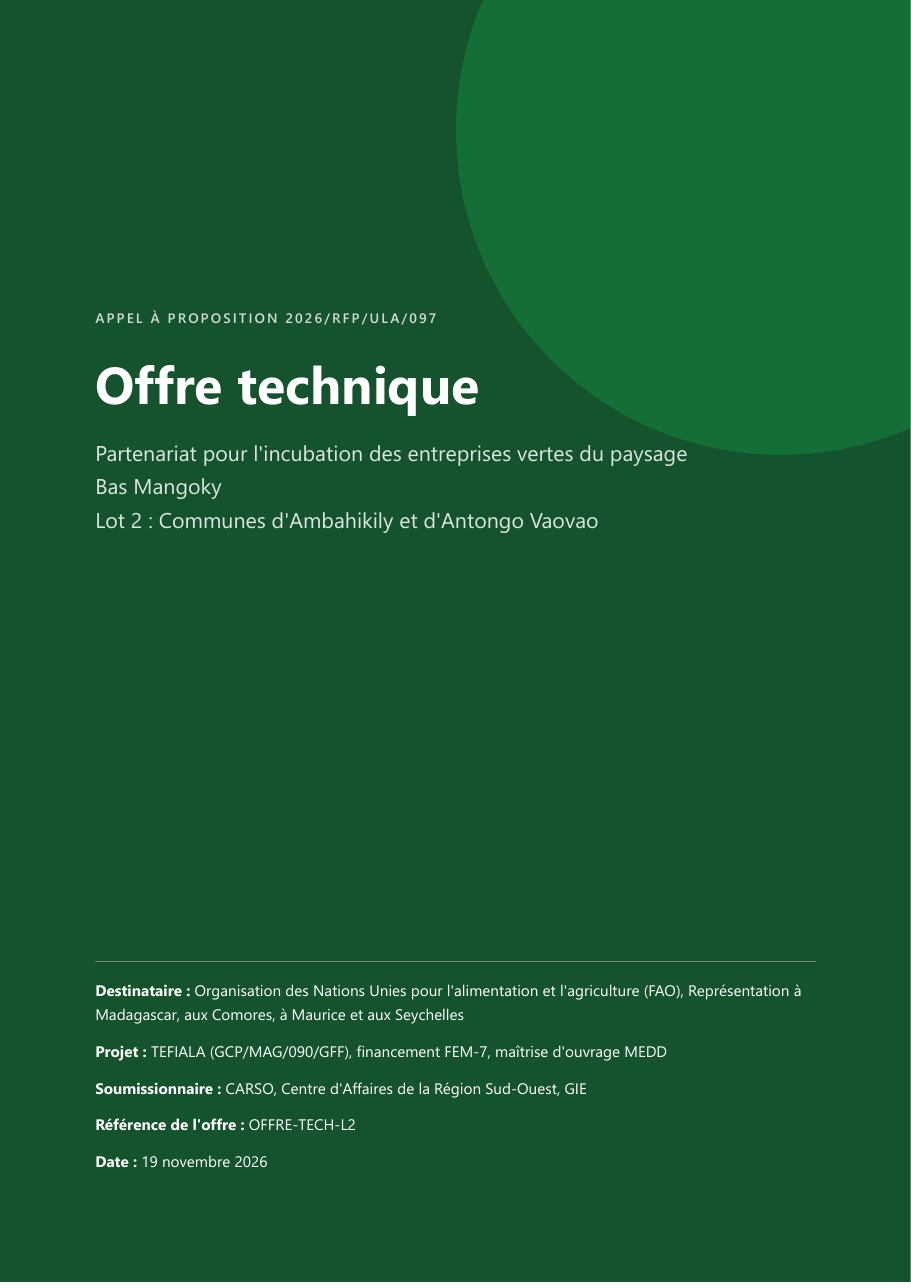 APPEL À PROPOSITION 2026/RFP/ULA/097
Offre technique
Partenariat pour l'incubation des entreprises vertes du paysage
Bas Mangoky
Lot 2 : Communes d'Ambahikily et d'Antongo Vaovao
Destinataire : Organisation des Nations Unies pour l'alimentation et l'agriculture (FAO), Représentation à
Madagascar, aux Comores, à Maurice et aux Seychelles
Projet : TEFIALA (GCP/MAG/090/GFF), financement FEM-7, maîtrise d'ouvrage MEDD
Soumissionnaire : CARSO, Centre d'Affaires de la Région Sud-Ouest, GIE
Référence de l'offre : OFFRE-TECH-L2
Date : 19 novembre 2026